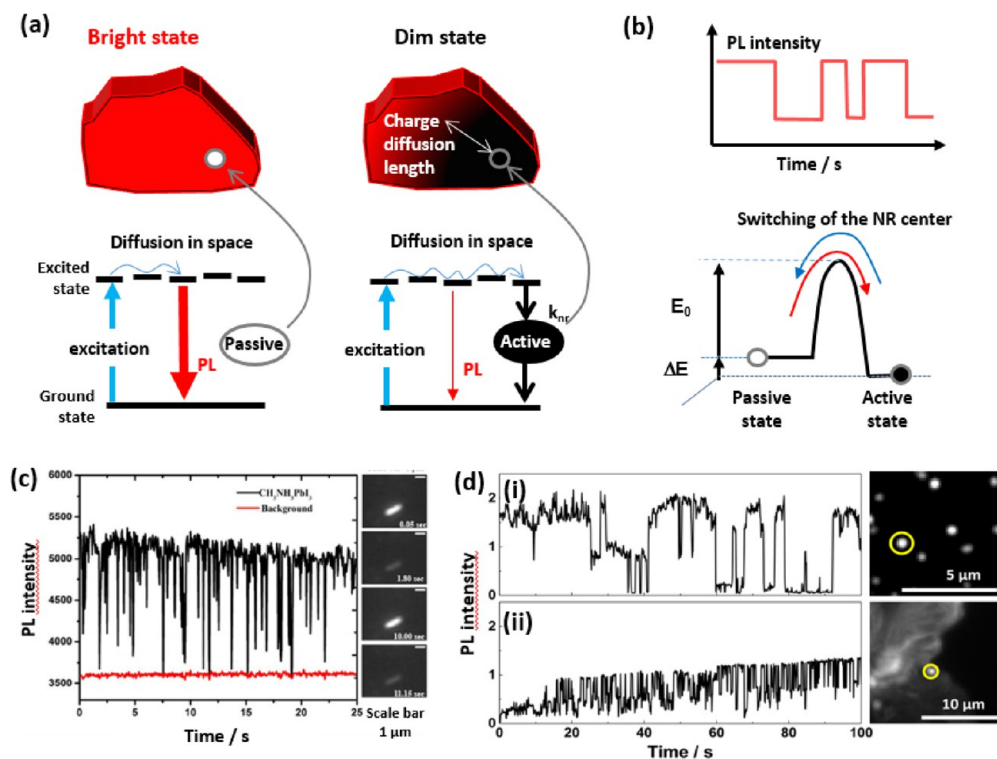 (a)
Bright state
Dim state
Charge
diffusion
length
Diffusion in space
Diffusion in space
Excited
state
excitation
PL
Passive
Ground
state
excitation
PL
k_nr
Active
(b)
PL intensity
Time / s
Switching of the NR center
E₀
ΔE
Passive
state
Active
state
(c)
PL intensity
6000
5500
5000
4500
4000
3500
CH₃NH₃PbI₃
Background
0 5 10 15 20 25
Time / s
0.05 sec
1.80 sec
10.00 sec
11.15 sec
Scale bar
1 μm
(d)
PL intensity
(i)
2
1
0
5 μm
(ii)
2
1
0
10 μm
0 20 40 60 80 100
Time / s